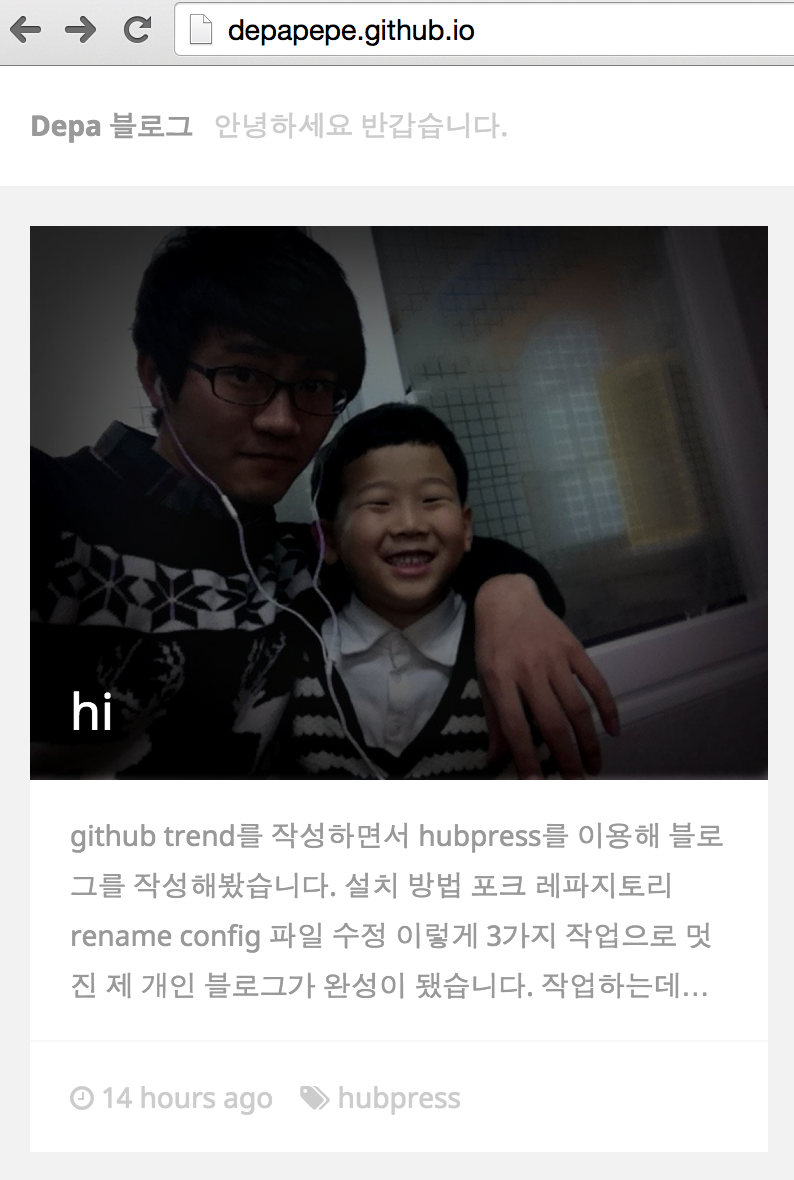 depapepe.github.io
Depa 블로그 안녕하세요 반갑습니다.
hi
github trend를 작성하면서 hubpress를 이용해 블로
그를 작성해봤습니다. 설치 방법 포크 레파지토리
rename config 파일 수정 이렇게 3가지 작업으로 멋
진 제 개인 블로그가 완성이 됐습니다. 작업하는데…
14 hours ago hubpress